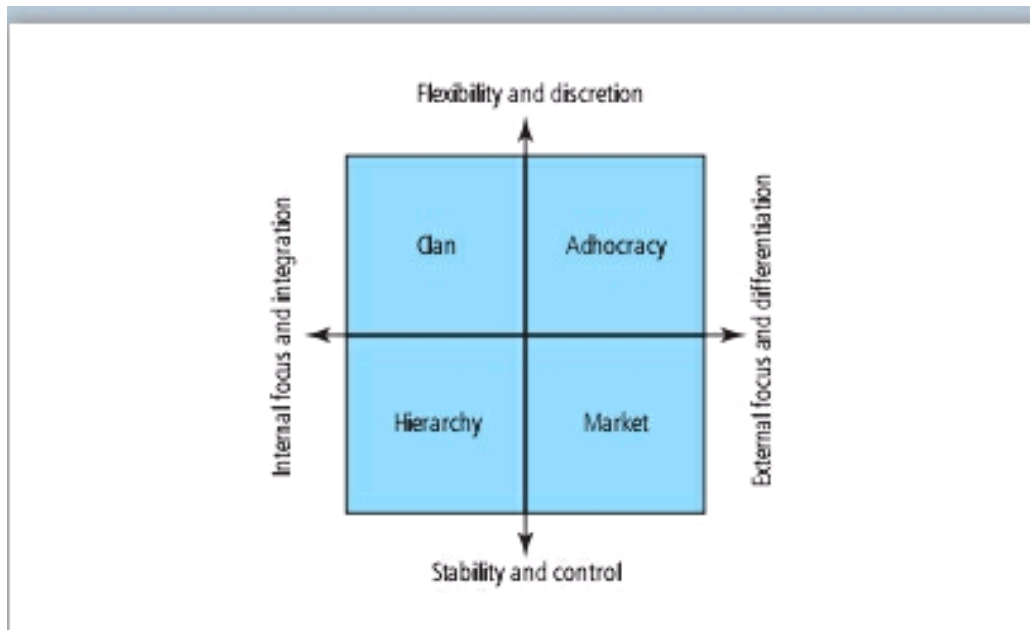 Flexibility and discretion
Internal focus and integration
Clan
Adhocracy
External focus and differentiation
Hierarchy
Market
Stability and control